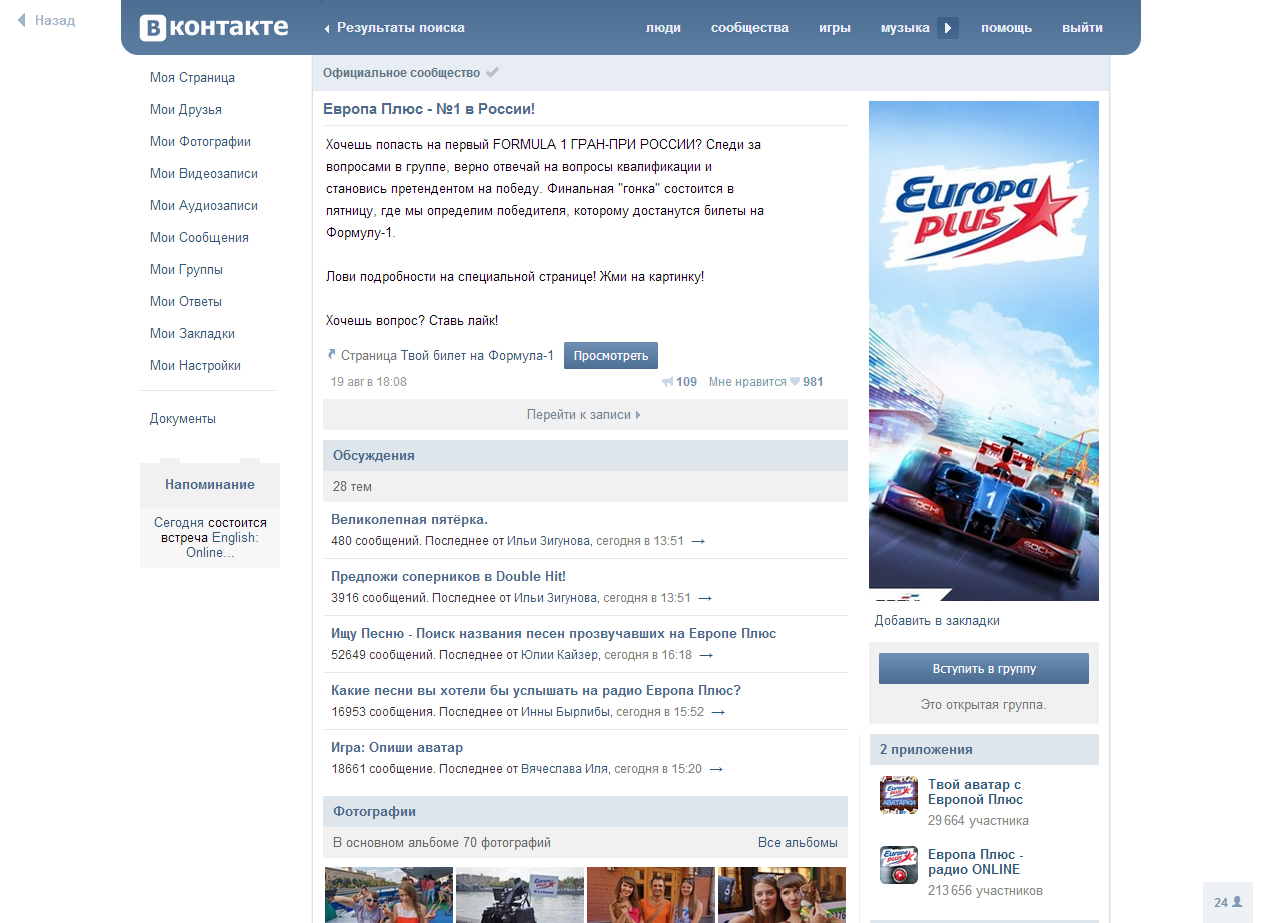 Назад
В контакте
Результаты поиска
люди
сообщества
игры
музыка
помощь
выйти
Моя Страница
Мои Друзья
Мои Фотографии
Мои Видеозаписи
Мои Аудиозаписи
Мои Сообщения
Мои Группы
Мои Ответы
Мои Закладки
Мои Настройки
Документы
Напоминание
Сегодня состоится
встреча English:
Online...
Официальное сообщество
Европа Плюс - №1 в России!
Хочешь попасть на первый FORMULA 1 ГРАН-ПРИ РОССИИ? Следи за
вопросами в группе, верно отвечай на вопросы квалификации и
становись претендентом на победу. Финальная "гонка" состоится в
пятницу, где мы определим победителя, которому достанутся билеты на
Формулу-1.
Лови подробности на специальной странице! Жми на картинку!
Хочешь вопрос? Ставь лайк!
Страница Твой билет на Формула-1
Просмотреть
19 авг в 18:08
109
Мне нравится 981
Перейти к записи
Обсуждения
28 тем
Великолепная пятёрка.
480 сообщений. Последнее от Ильи Зигунова, сегодня в 13:51 →
Предложи соперников в Double Hit!
3916 сообщений. Последнее от Ильи Зигунова, сегодня в 13:51 →
Ищу Песню - Поиск названия песен прозвучавших на Европе Плюс
52649 сообщений. Последнее от Юлии Кайзер, сегодня в 16:18 →
Какие песни вы хотели бы услышать на радио Европа Плюс?
16953 сообщения. Последнее от Инны Бырлибы, сегодня в 15:52 →
Игра: Опиши аватар
18661 сообщение. Последнее от Вячеслава Иля, сегодня в 15:20 →
Фотографии
В основном альбоме 70 фотографий
Все альбомы
Europa
PLUS
1
SOCHI
SOCHI
Добавить в закладки
Вступить в группу
Это открытая группа.
2 приложения
Europa
PLUS
АВАТАРКИ
Твой аватар с
Европой Плюс
29 664 участника
Europa
PLUS
Европа Плюс -
радио ONLINE
213 656 участников
24